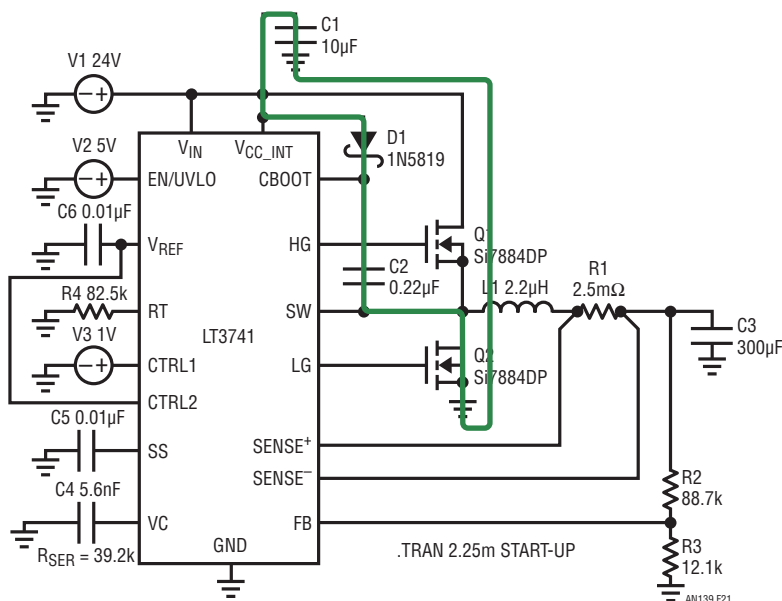 C1
10µF
V1 24V
– +
V2 5V
– +
C6 0.01µF
R4 82.5k
V3 1V
– +
C5 0.01µF
C4 5.6nF
RSER = 39.2k
VIN
VCC_INT
EN/UVLO
CBOOT
VREF
HG
RT
SW
LT3741
CTRL1
LG
CTRL2
SENSE+
SS
SENSE–
VC
FB
GND
D1
1N5819
C2
0.22µF
Q1
Si7884DP
L1 2.2µH
R1
2.5mΩ
Q2
Si7884DP
C3
300µF
R2
88.7k
R3
12.1k
.TRAN 2.25m START-UP
AN139 F21